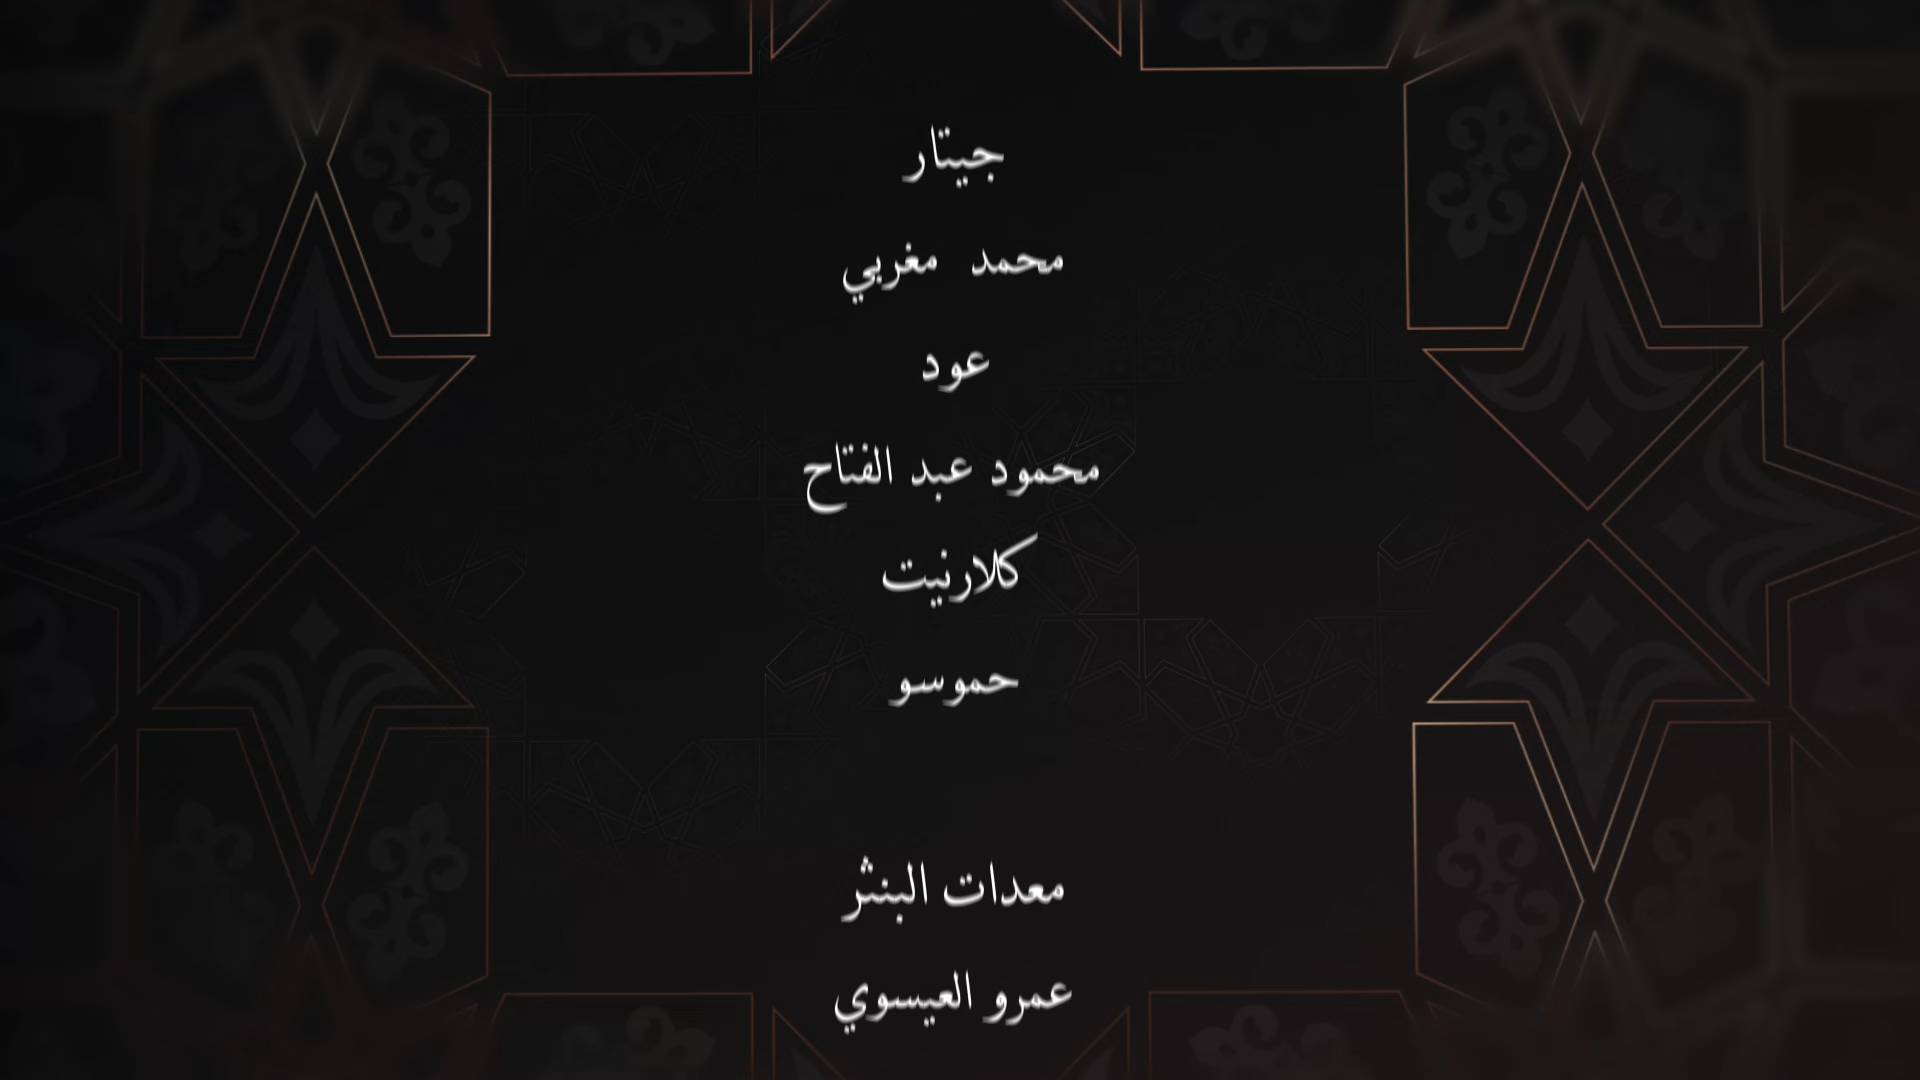 جيتار
محمد مغربي
عود
محمود عبد الفتاح
كلارنيت
حموسو
معدات البنثر
عمرو العيسوي